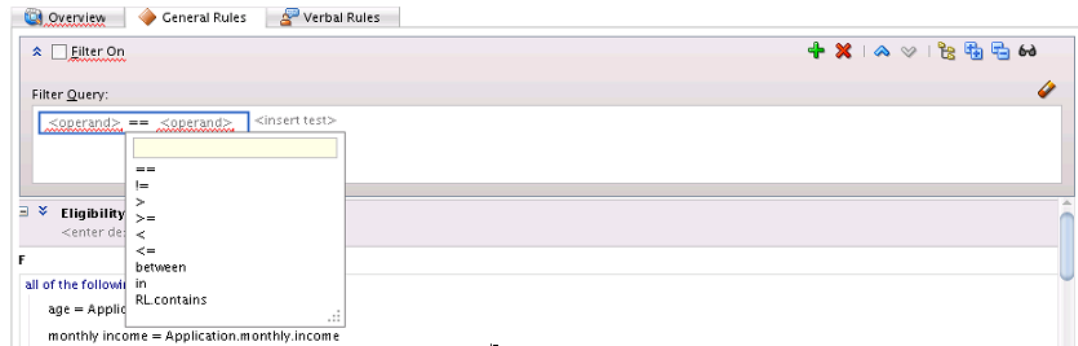 Overview General Rules Verbal Rules
Filter On
Filter Query:
<operand> == <operand> <insert test>
==
!=
>
>=
<
<=
between
in
RL.contains
Eligibility
<enter de
F
all of the followi
age = Applic
monthly income = Application.monthly.income